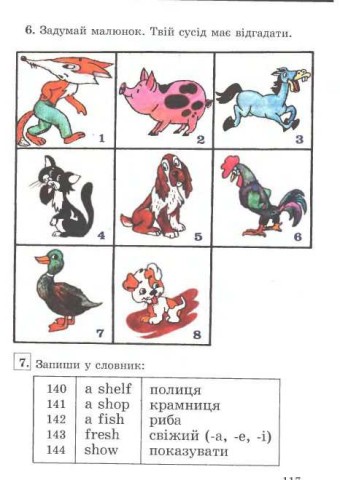 6. Задумай малюнок. Твій сусід має відгадати.
1 2 3
4 5 6
7 8
7. Запиши у словник:
140 a shelf полиця
141 a shop крамниця
142 a fish риба
143 fresh свіжий (-а, -е, -і)
144 show показувати